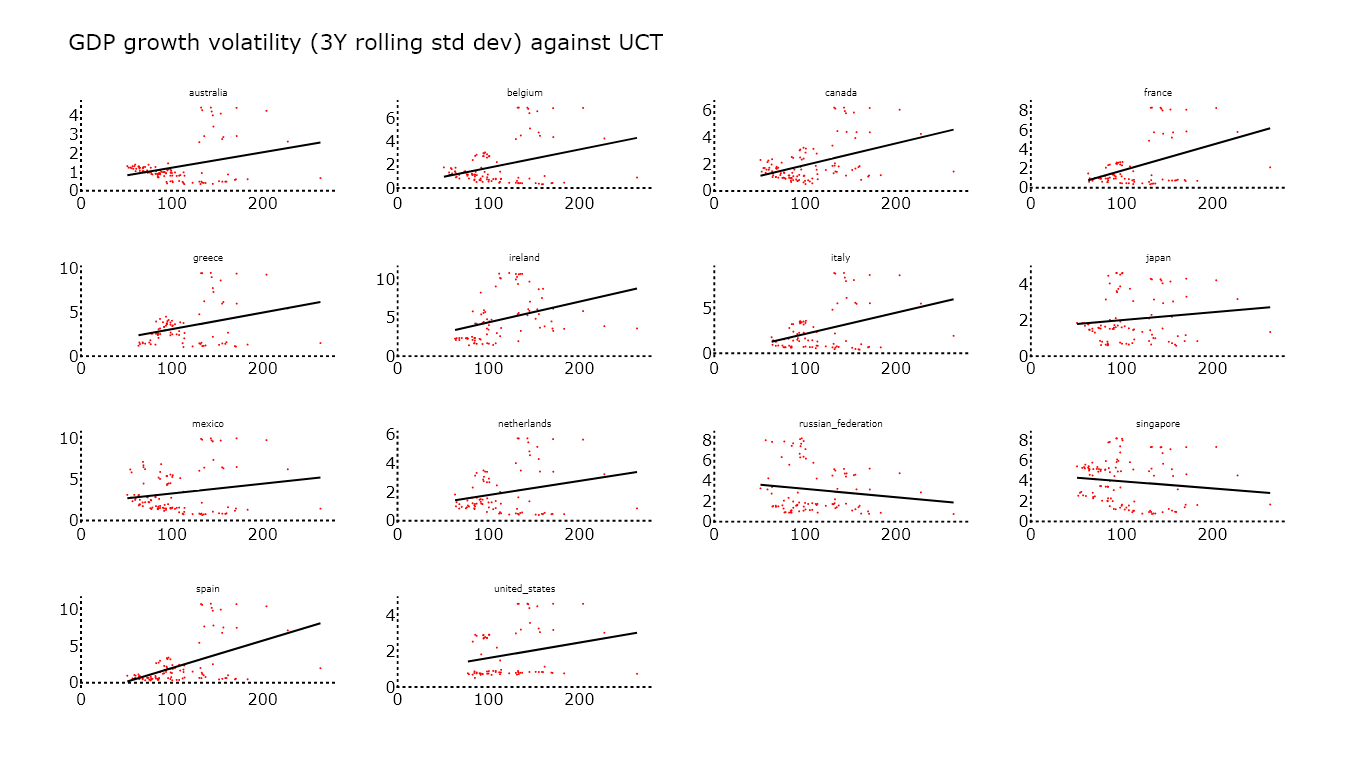 GDP growth volatility (3Y rolling std dev) against UCT
australia
4
3
2
1
0
0 100 200
belgium
6
4
2
0
0 100 200
canada
6
4
2
0
0 100 200
france
8
6
4
2
0
0 100 200
greece
10
5
0
0 100 200
ireland
10
5
0
0 100 200
italy
5
0
0 100 200
japan
4
2
0
0 100 200
mexico
10
5
0
0 100 200
netherlands
6
4
2
0
0 100 200
russian_federation
8
6
4
2
0
0 100 200
singapore
8
6
4
2
0
0 100 200
spain
10
5
0
0 100 200
united_states
4
2
0
0 100 200